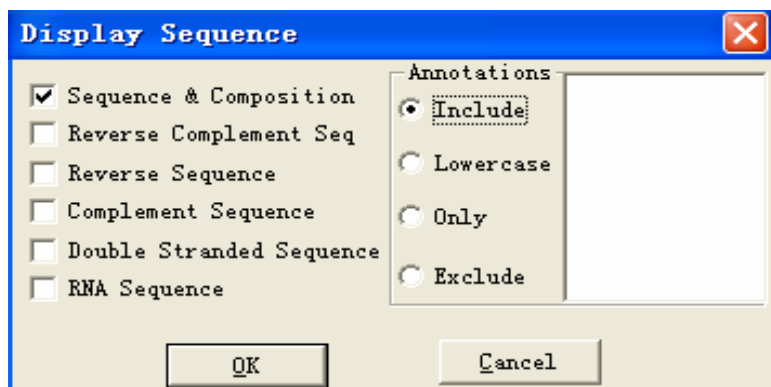 Display Sequence
Sequence & Composition
Reverse Complement Seq
Reverse Sequence
Complement Sequence
Double Stranded Sequence
RNA Sequence
Annotations
Include
Lowercase
Only
Exclude
OK
Cancel